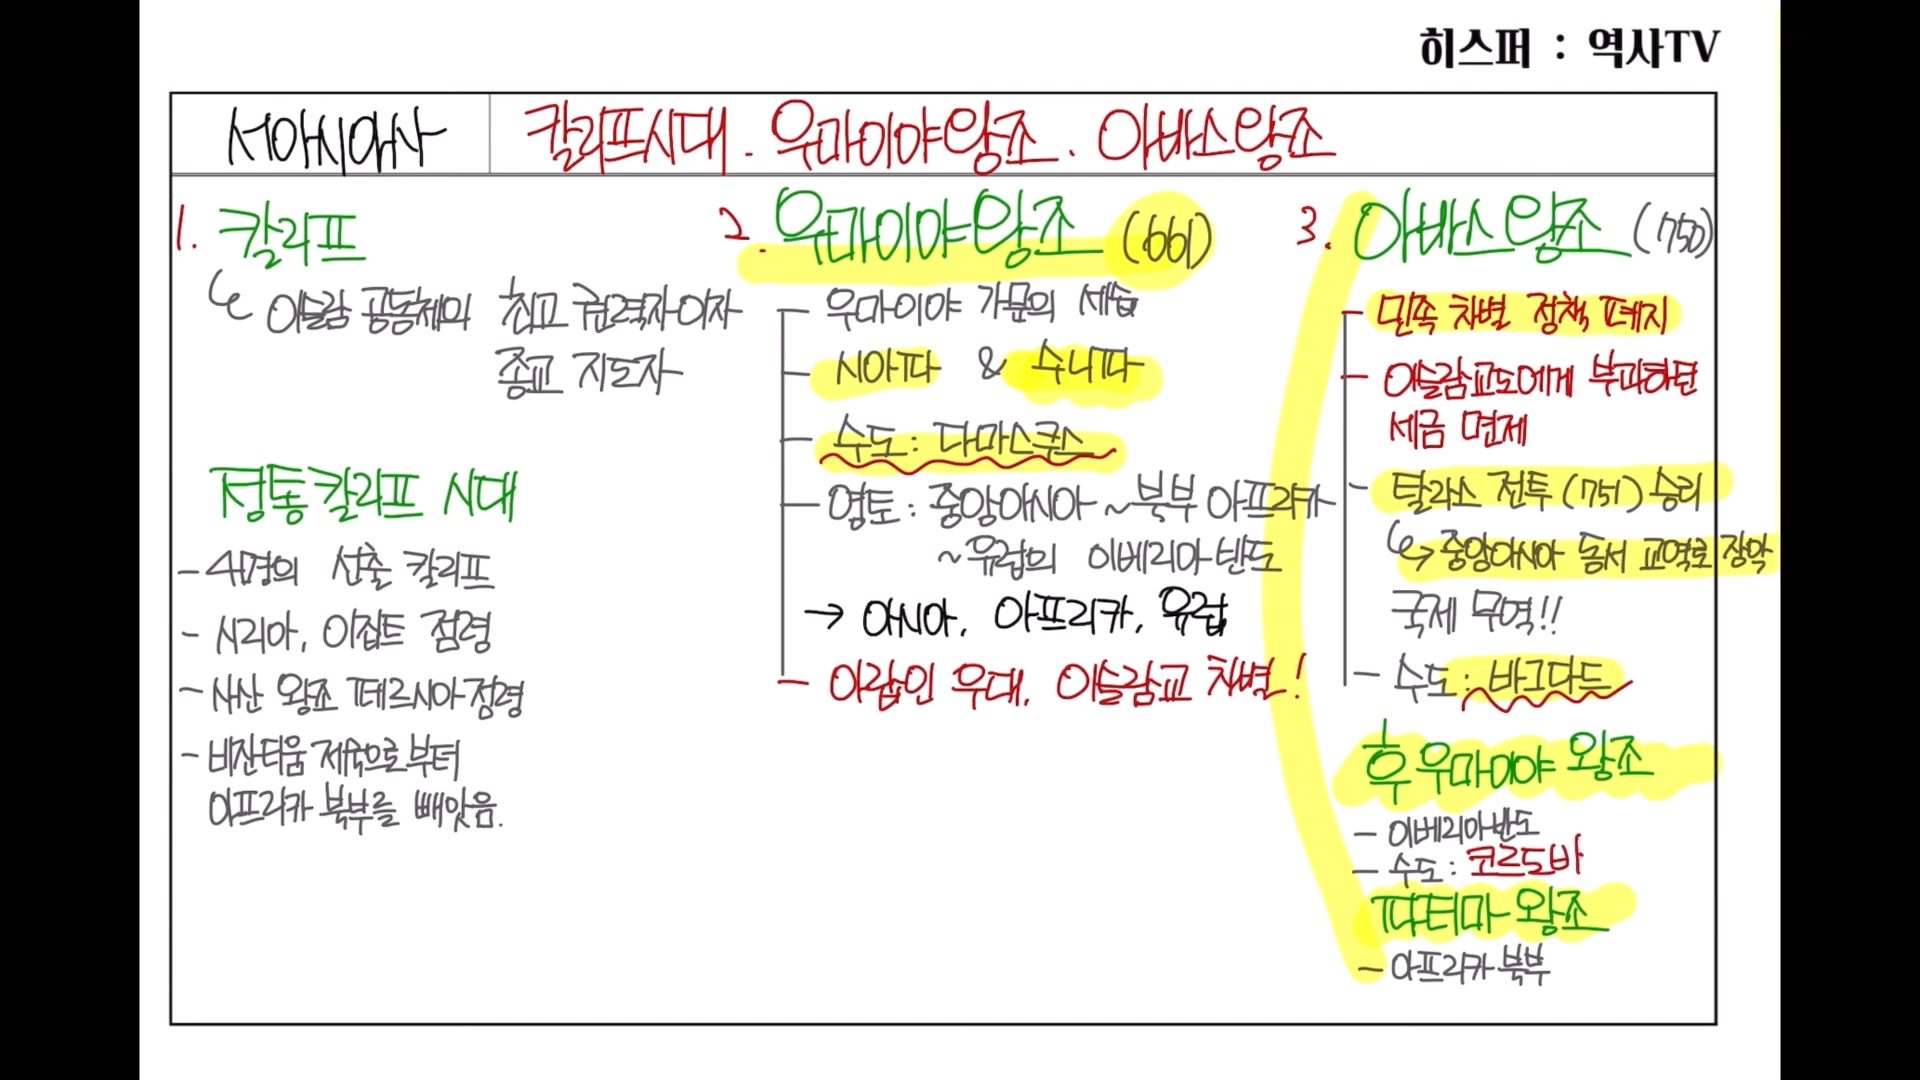 히스퍼 : 역사TV
서아시아사
칼리프시대. 우마이야왕조. 아바스왕조
1. 칼리프
이슬람 공동체의 최고 권력자이자
종교 지도자
정통칼리프 시대
- 4명의 선출 칼리프
- 시리아, 이집트 점령
- 사산 왕조 페르시아 점령
- 비잔티움 제국으로부터
아프리카 북부를 빼앗음.
2. 우마이야왕조 (661)
- 우마이야 가문의 세습
- 시아파 & 수니파
- 수도: 다마스쿠스
- 영토: 중앙아시아 ~ 북부 아프리카
~ 유럽의 이베리아반도
→ 아시아, 아프리카, 유럽
- 아랍인 우대, 이슬람교 차별!
3. 아바스왕조 (750)
- 민족 차별 정책 폐지
- 이슬람교도에게 부과하던
세금 면제
- 탈라스 전투 (751) 승리
→ 중앙아시아 동서 교역로 장악
국제 무역!!
- 수도: 바그다드
후우마이야 왕조
- 이베리아반도
- 수도: 코르도바
파티마 왕조
- 아프리카 북부